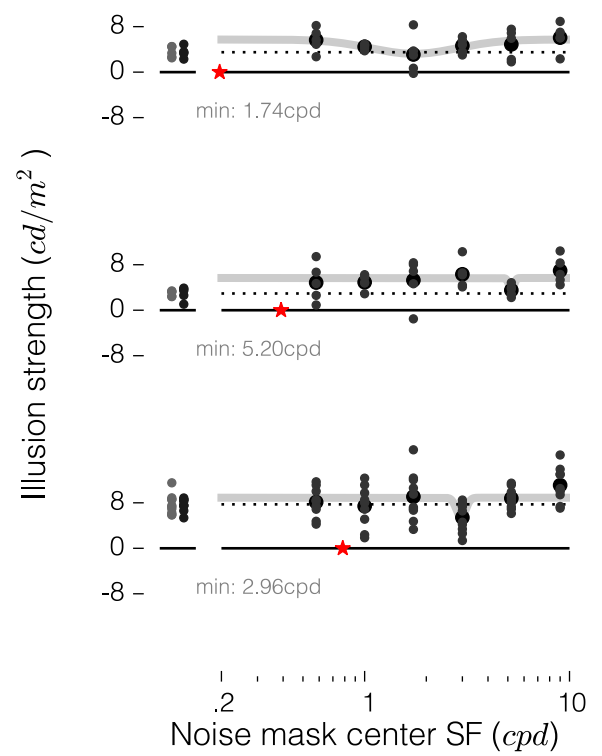 8
0
-8
min: 1.74cpd
8
0
-8
min: 5.20cpd
8
0
-8
min: 2.96cpd
Illusion strength (cd/m²)
.2 1 10
Noise mask center SF (cpd)